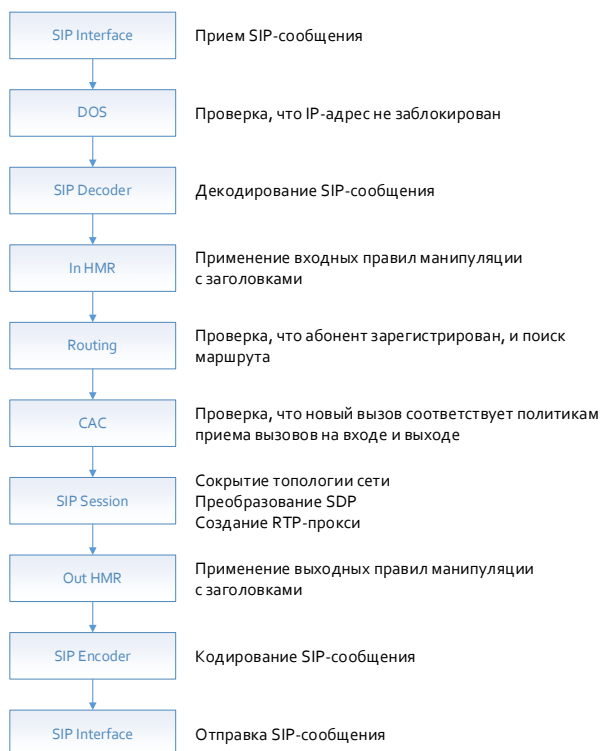 SIP Interface
Прием SIP-сообщения
DOS
Проверка, что IP-адрес не заблокирован
SIP Decoder
Декодирование SIP-сообщения
In HMR
Применение входных правил манипуляции
с заголовками
Routing
Проверка, что абонент зарегистрирован, и поиск
маршрута
CAC
Проверка, что новый вызов соответствует политикам
приема вызовов на входе и выходе
SIP Session
Сокрытие топологии сети
Преобразование SDP
Создание RTP-прокси
Out HMR
Применение выходных правил манипуляции
с заголовками
SIP Encoder
Кодирование SIP-сообщения
SIP Interface
Отправка SIP-сообщения